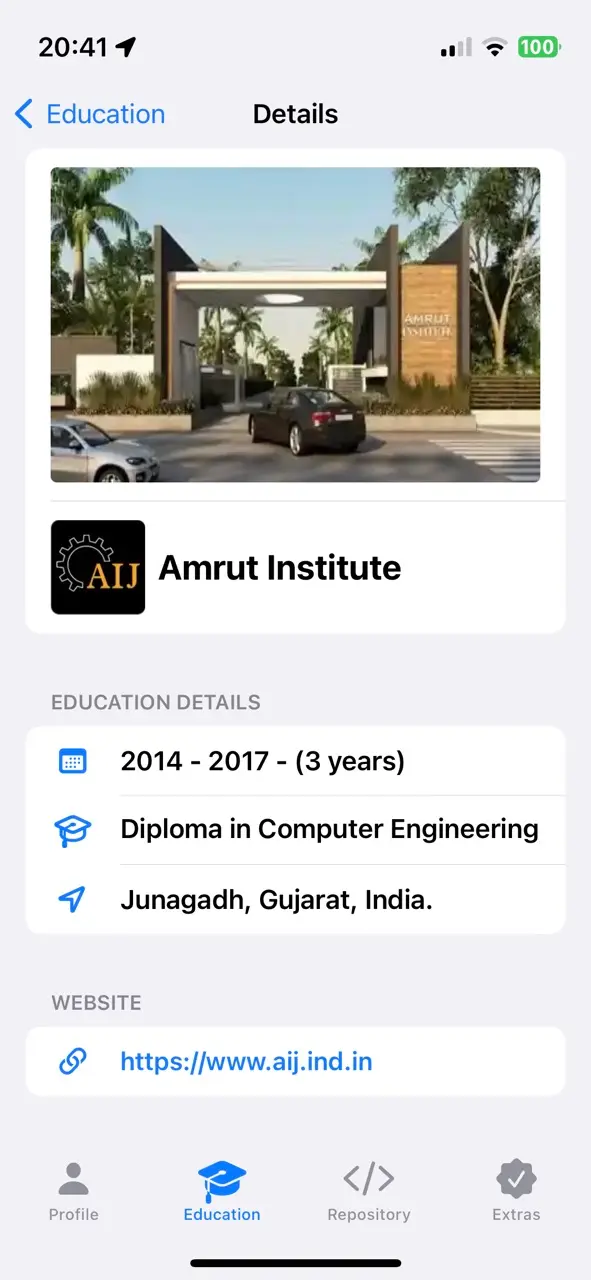 20:41
100
Education
Details
AMRUT
INSTITUTE
AIJ
Amrut Institute
EDUCATION DETAILS
2014 - 2017 - (3 years)
Diploma in Computer Engineering
Junagadh, Gujarat, India.
WEBSITE
https://www.aij.ind.in
Profile
Education
Repository
Extras